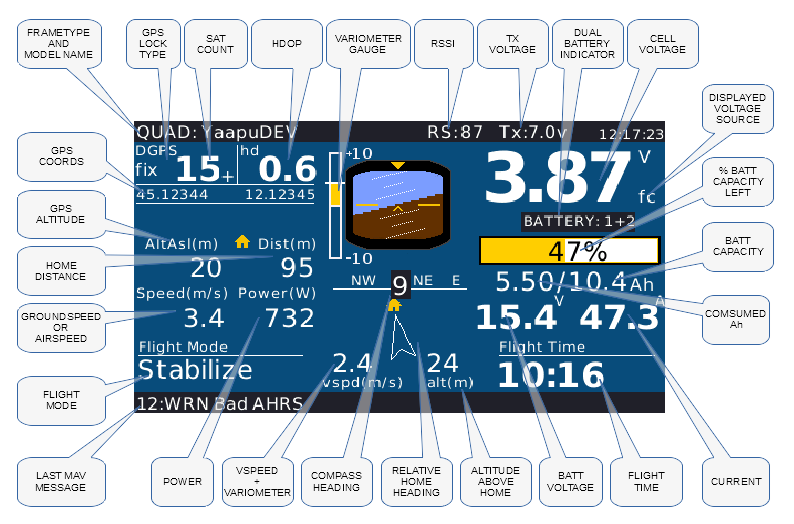 FRAMETYPE
AND
MODEL NAME
GPS
LOCK
TYPE
SAT
COUNT
HDOP
VARIOMETER
GAUGE
RSSI
TX
VOLTAGE
DUAL
BATTERY
INDICATOR
CELL
VOLTAGE
DISPLAYED
VOLTAGE
SOURCE
QUAD: YaapuDEV
RS:87
Tx:7.0v
12:17:23
DGPS
fix
15+
hd
0.6
+10
3.87
V
fc
GPS
COORDS
45.12344
12.12345
% BATT
CAPACITY
LEFT
GPS
ALTITUDE
BATTERY: 1+2
AltAsl(m)
Dist(m)
47%
BATT
CAPACITY
HOME
DISTANCE
20
95
-10
5.50/10.4Ah
NW
9
NE
E
Speed(m/s)
Power(W)
COMSUMED
Ah
GROUNDSPEED
OR
AIRSPEED
3.4
732
15.4
V
47.3
A
Flight Mode
Stabilize
2.4
vspd(m/s)
24
alt(m)
Flight Time
10:16
FLIGHT
MODE
12:WRN Bad AHRS
LAST MAV
MESSAGE
POWER
VSPEED
+
VARIOMETER
COMPASS
HEADING
RELATIVE
HOME
HEADING
ALTITUDE
ABOVE
HOME
BATT
VOLTAGE
FLIGHT
TIME
CURRENT